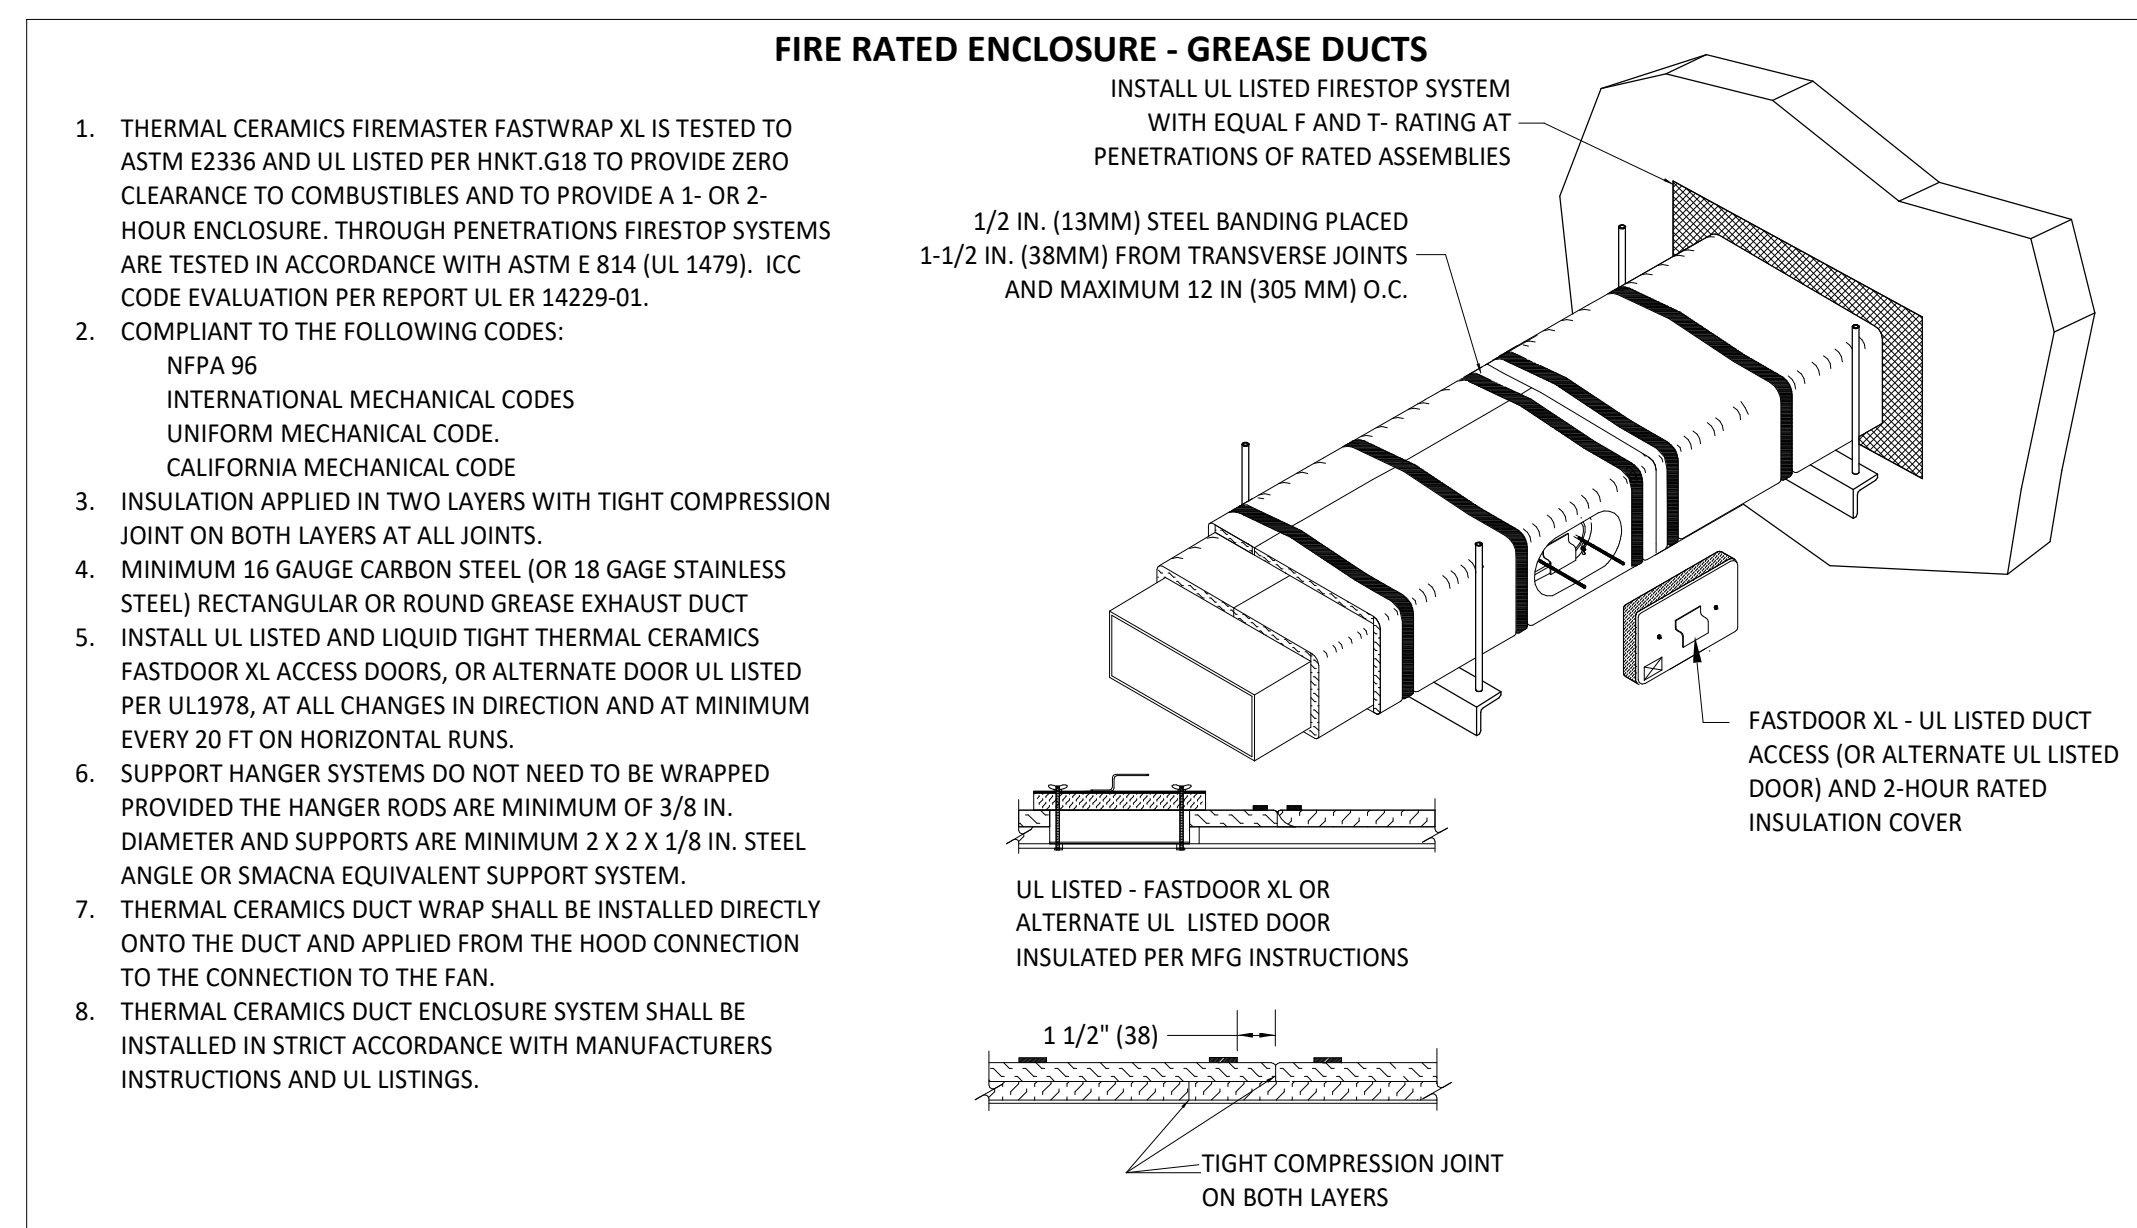 FIRE RATED ENCLOSURE - GREASE DUCTS
1. THERMAL CERAMICS FIREMASTER FASTWRAP XL IS TESTED TO
ASTM E2336 AND UL LISTED PER HNKT.G18 TO PROVIDE ZERO
CLEARANCE TO COMBUSTIBLES AND TO PROVIDE A 1- OR 2-
HOUR ENCLOSURE. THROUGH PENETRATIONS FIRESTOP SYSTEMS
ARE TESTED IN ACCORDANCE WITH ASTM E 814 (UL 1479). ICC
CODE EVALUATION PER REPORT UL ER 14229-01.
2. COMPLIANT TO THE FOLLOWING CODES:
NFPA 96
INTERNATIONAL MECHANICAL CODES
UNIFORM MECHANICAL CODE.
CALIFORNIA MECHANICAL CODE
3. INSULATION APPLIED IN TWO LAYERS WITH TIGHT COMPRESSION
JOINT ON BOTH LAYERS AT ALL JOINTS.
4. MINIMUM 16 GAUGE CARBON STEEL (OR 18 GAGE STAINLESS
STEEL) RECTANGULAR OR ROUND GREASE EXHAUST DUCT
5. INSTALL UL LISTED AND LIQUID TIGHT THERMAL CERAMICS
FASTDOOR XL ACCESS DOORS, OR ALTERNATE DOOR UL LISTED
PER UL1978, AT ALL CHANGES IN DIRECTION AND AT MINIMUM
EVERY 20 FT ON HORIZONTAL RUNS.
6. SUPPORT HANGER SYSTEMS DO NOT NEED TO BE WRAPPED
PROVIDED THE HANGER RODS ARE MINIMUM OF 3/8 IN.
DIAMETER AND SUPPORTS ARE MINIMUM 2 X 2 X 1/8 IN. STEEL
ANGLE OR SMACNA EQUIVALENT SUPPORT SYSTEM.
7. THERMAL CERAMICS DUCT WRAP SHALL BE INSTALLED DIRECTLY
ONTO THE DUCT AND APPLIED FROM THE HOOD CONNECTION
TO THE CONNECTION TO THE FAN.
8. THERMAL CERAMICS DUCT ENCLOSURE SYSTEM SHALL BE
INSTALLED IN STRICT ACCORDANCE WITH MANUFACTURERS
INSTRUCTIONS AND UL LISTINGS.
INSTALL UL LISTED FIRESTOP SYSTEM
WITH EQUAL F AND T- RATING AT
PENETRATIONS OF RATED ASSEMBLIES
1/2 IN. (13MM) STEEL BANDING PLACED
1-1/2 IN. (38MM) FROM TRANSVERSE JOINTS
AND MAXIMUM 12 IN (305 MM) O.C.
FASTDOOR XL - UL LISTED DUCT
ACCESS (OR ALTERNATE UL LISTED
DOOR) AND 2-HOUR RATED
INSULATION COVER
UL LISTED - FASTDOOR XL OR
ALTERNATE UL LISTED DOOR
INSULATED PER MFG INSTRUCTIONS
1 1/2" (38)
TIGHT COMPRESSION JOINT
ON BOTH LAYERS